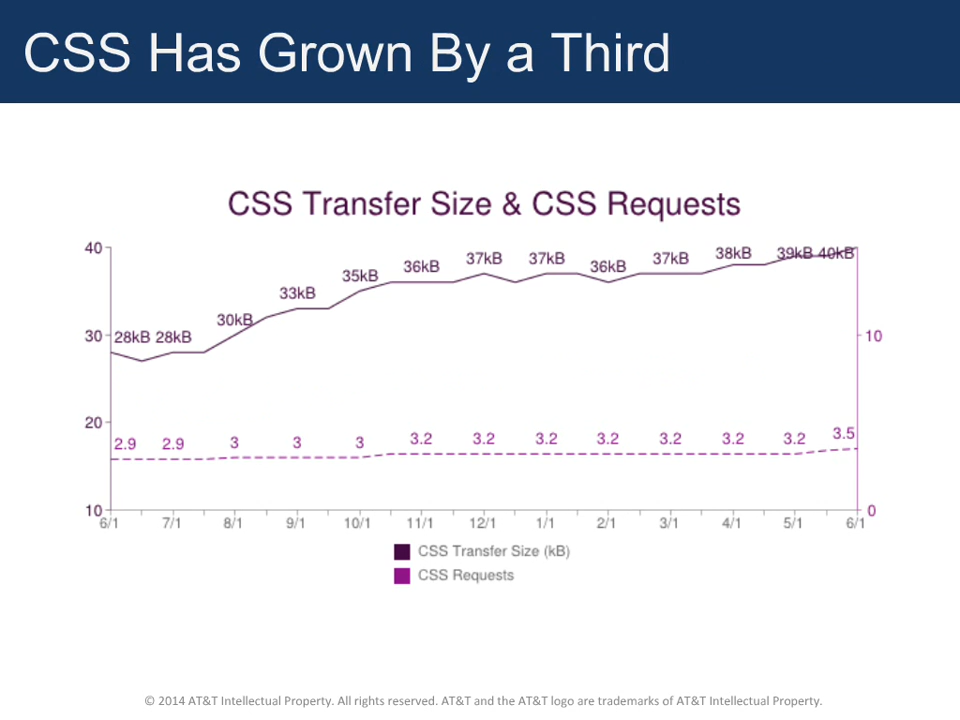 CSS Has Grown By a Third
CSS Transfer Size & CSS Requests
40
28kB 28kB 30kB 33kB 35kB 36kB 37kB 37kB 36kB 37kB 38kB 39kB 40kB
30
10
20
2.9 2.9 3 3 3 3.2 3.2 3.2 3.2 3.2 3.2 3.2 3.5
10
0
6/1 7/1 8/1 9/1 10/1 11/1 12/1 1/1 2/1 3/1 4/1 5/1 6/1
CSS Transfer Size (kB)
CSS Requests
© 2014 AT&T Intellectual Property. All rights reserved. AT&T and the AT&T logo are trademarks of AT&T Intellectual Property.